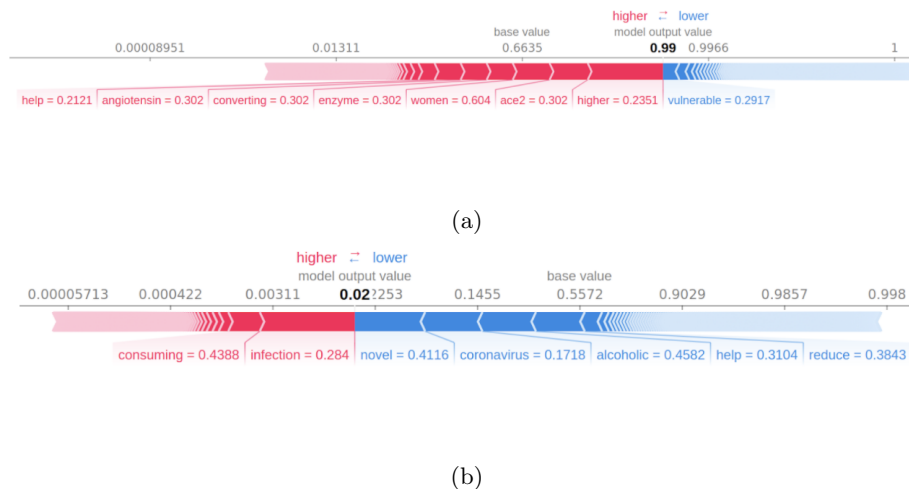 higher ⇄ lower
base value model output value
0.00008951 0.01311 0.6635 0.99 0.9966 1
help = 0.2121 angiotensin = 0.302 converting = 0.302 enzyme = 0.302 women = 0.604 ace2 = 0.302 higher = 0.2351 vulnerable = 0.2917
(a)
higher ⇄ lower
model output value base value
0.00005713 0.000422 0.00311 0.02 2253 0.1455 0.5572 0.9029 0.9857 0.998
consuming = 0.4388 infection = 0.284 novel = 0.4116 coronavirus = 0.1718 alcoholic = 0.4582 help = 0.3104 reduce = 0.3843
(b)